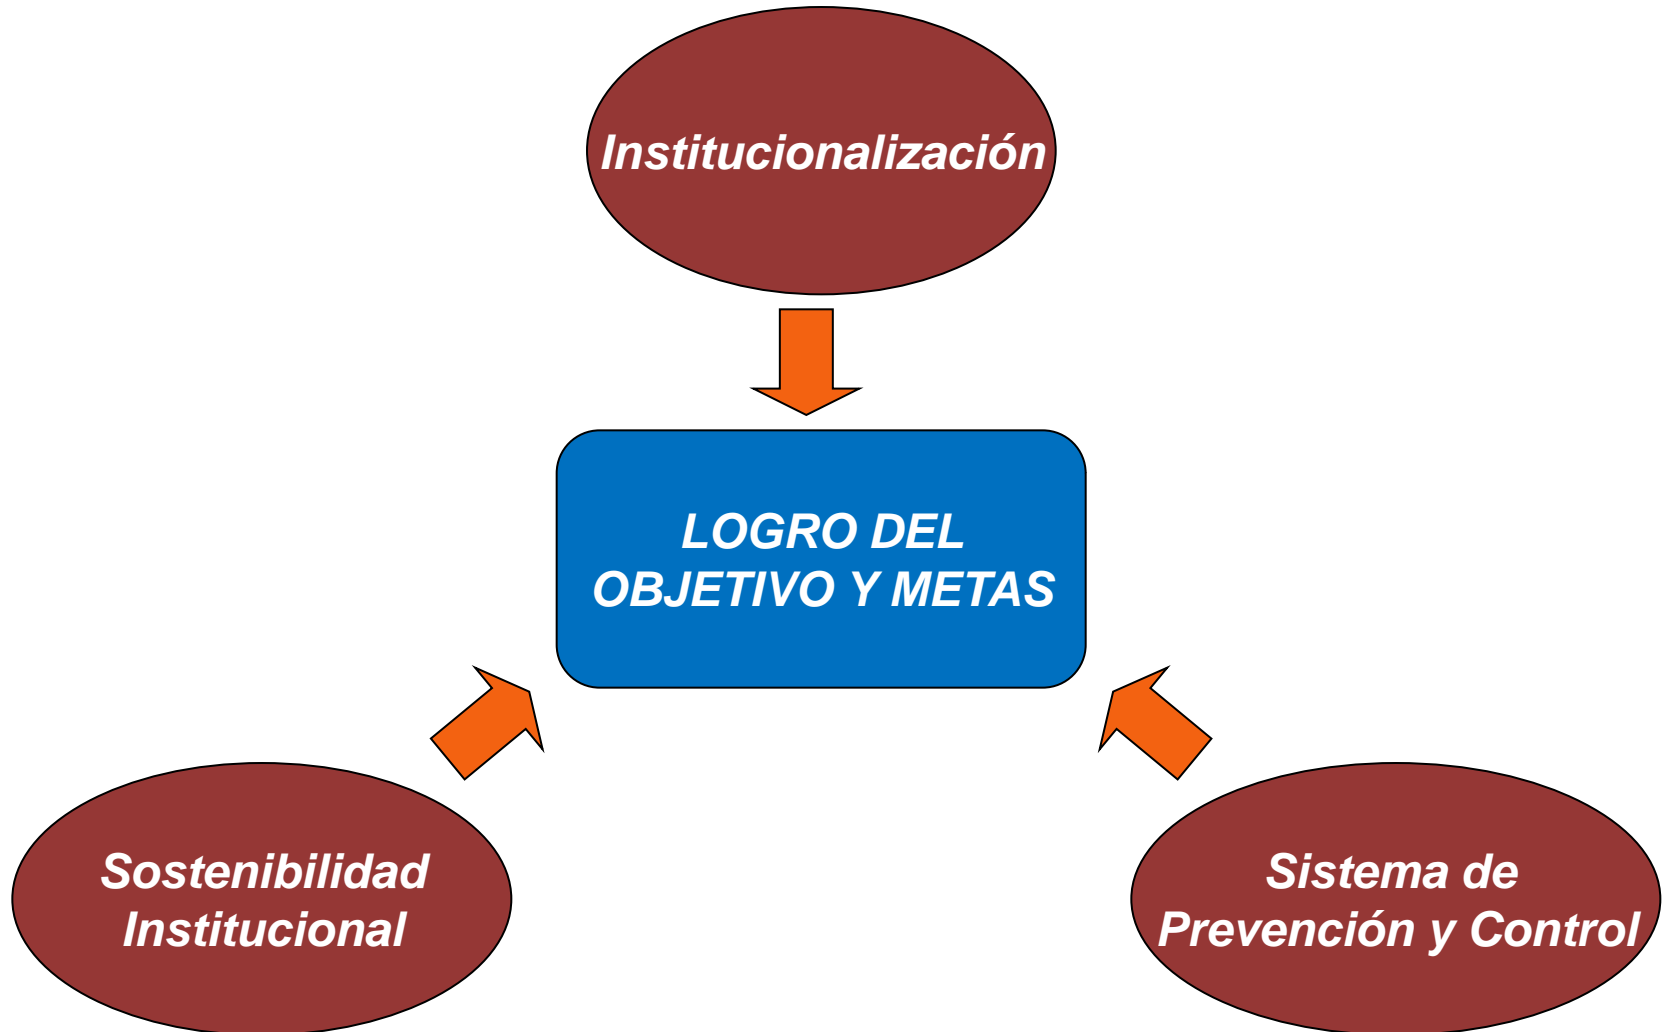 Institucionalización
LOGRO DEL
OBJETIVO Y METAS
Sostenibilidad
Institucional
Sistema de
Prevención y Control